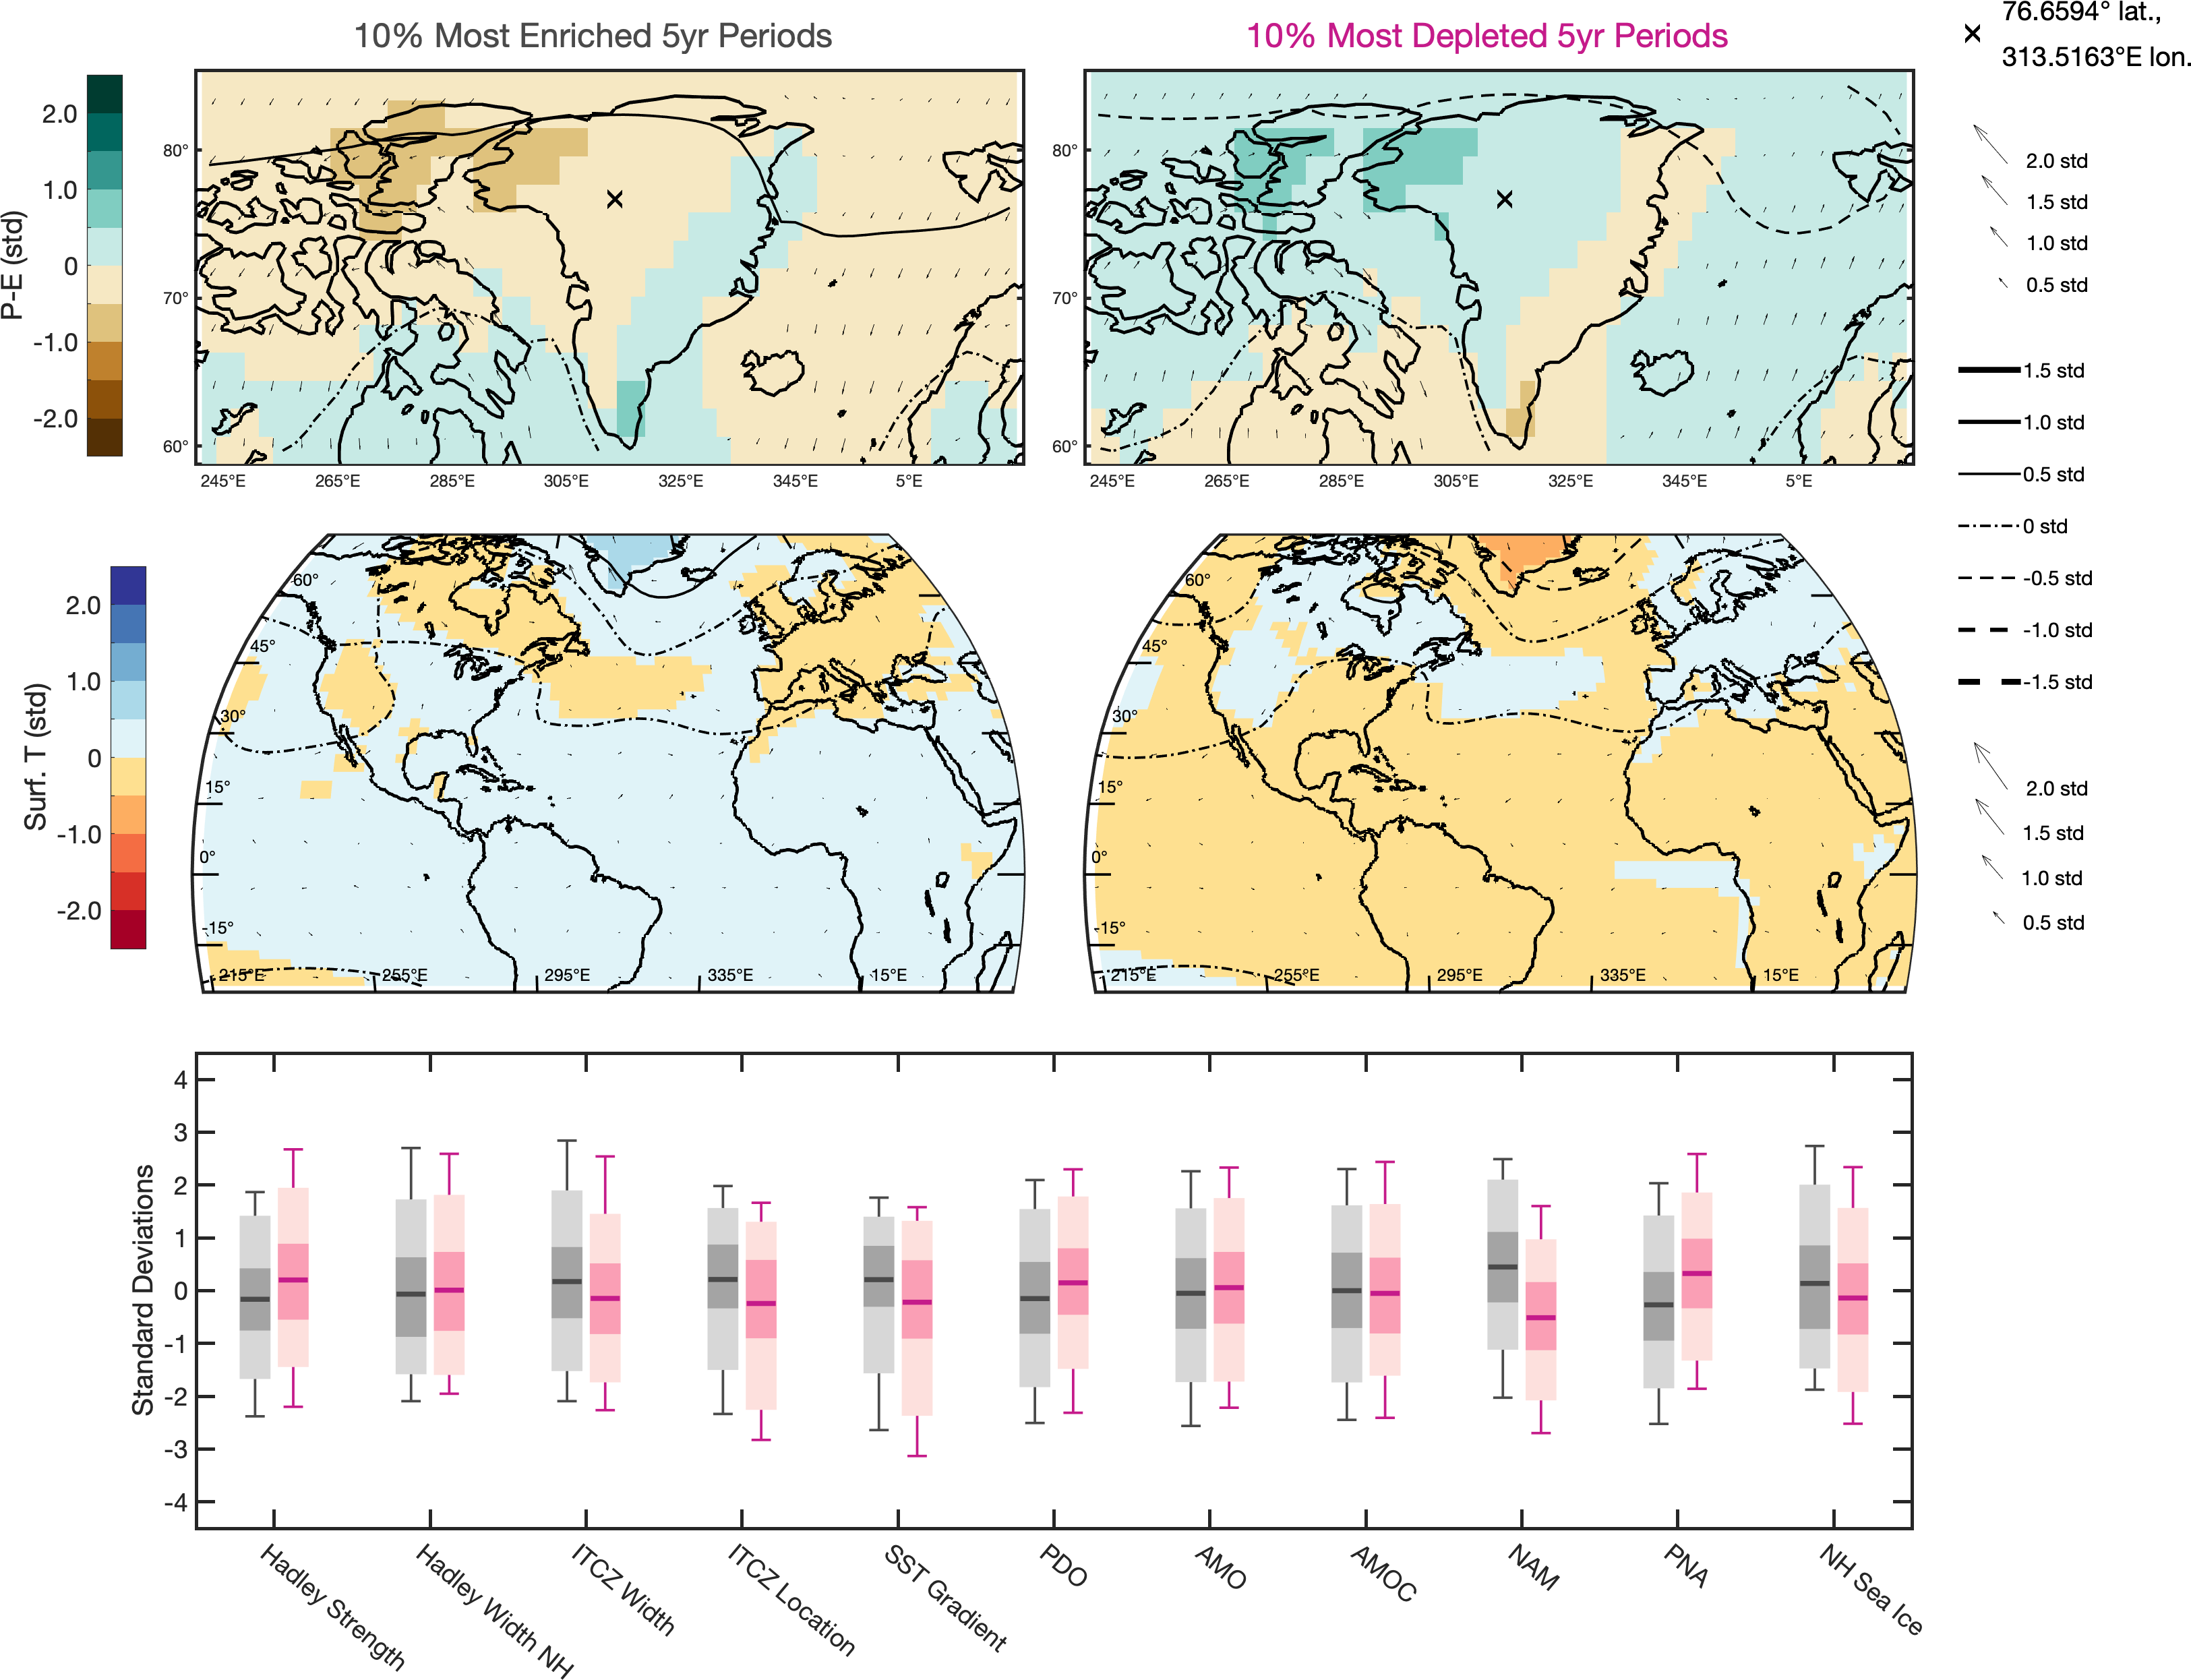 10% Most Enriched 5yr Periods
10% Most Depleted 5yr Periods
76.6594° lat.,
313.5163°E lon.
P-E (std)
2.0
1.0
0
-1.0
-2.0
80°
70°
60°
245°E 265°E 285°E 305°E 325°E 345°E 5°E
80°
70°
60°
245°E 265°E 285°E 305°E 325°E 345°E 5°E
2.0 std
1.5 std
1.0 std
0.5 std
1.5 std
1.0 std
0.5 std
0 std
-0.5 std
-1.0 std
-1.5 std
Surf. T (std)
2.0
1.0
0
-1.0
-2.0
60°
45°
30°
15°
0°
-15°
215°E 255°E 295°E 335°E 15°E
60°
45°
30°
15°
0°
-15°
215°E 255°E 295°E 335°E 15°E
2.0 std
1.5 std
1.0 std
0.5 std
Standard Deviations
4
3
2
1
0
-1
-2
-3
-4
Hadley Strength
Hadley Width NH
ITCZ Width
ITCZ Location
SST Gradient
PDO
AMO
AMOC
NAM
PNA
NH Sea Ice